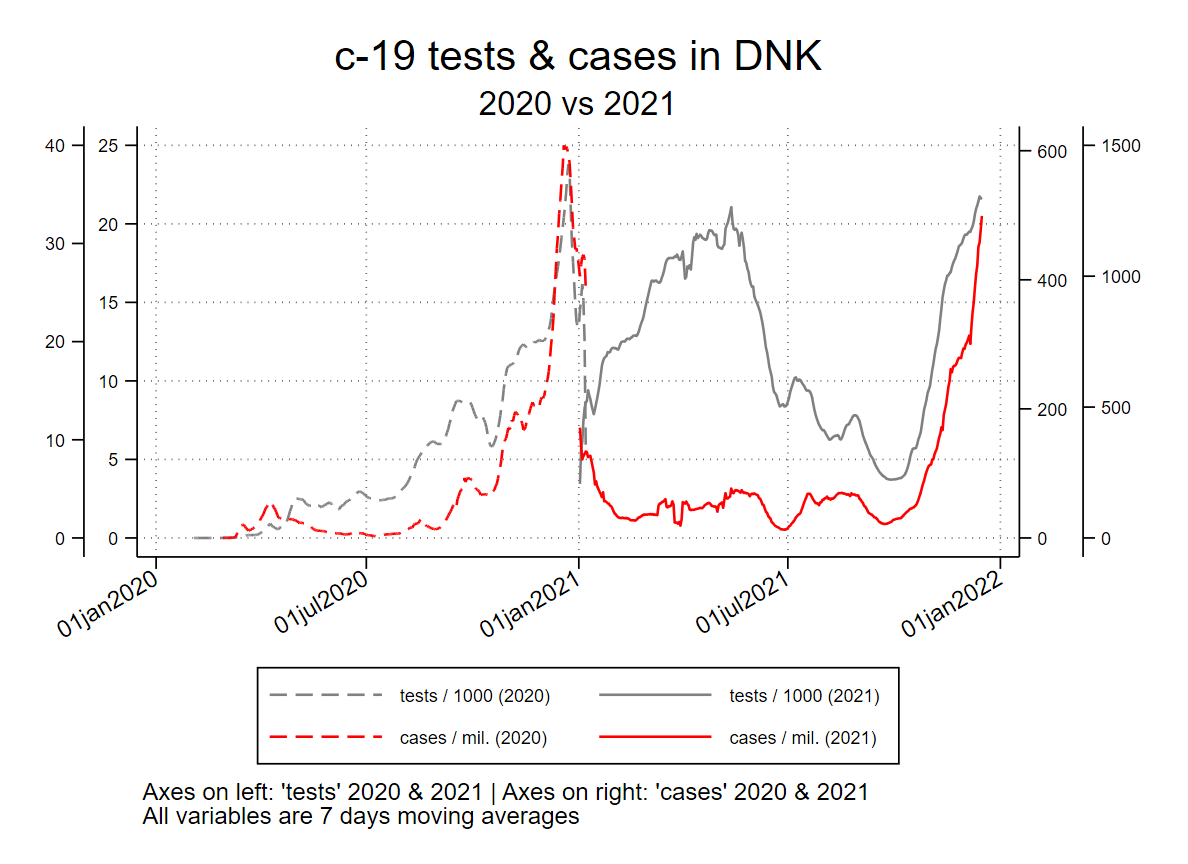 c-19 tests & cases in DNK
2020 vs 2021
40
30
20
10
0
25
20
15
10
5
0
600
400
200
0
1500
1000
500
0
01jan2020
01jul2020
01jan2021
01jul2021
01jan2022
tests / 1000 (2020)
tests / 1000 (2021)
cases / mil. (2020)
cases / mil. (2021)
Axes on left: 'tests' 2020 & 2021 | Axes on right: 'cases' 2020 & 2021
All variables are 7 days moving averages